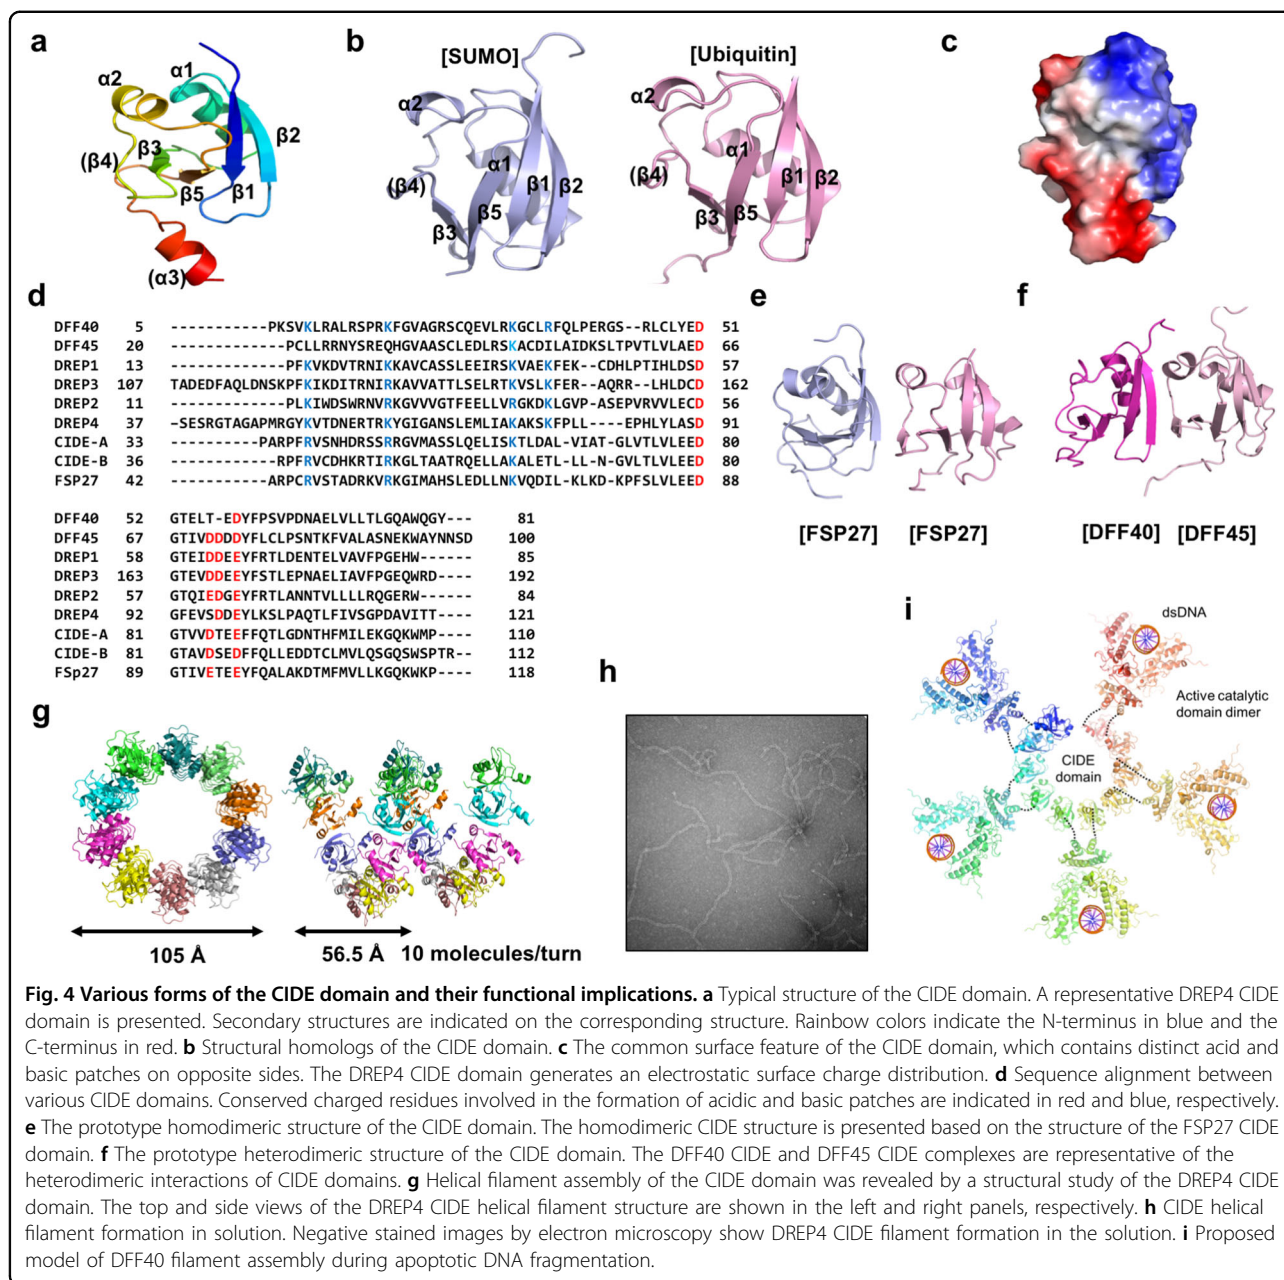 a
α2
α1
β2
β3
(β4)
β5
β1
(α3)
b
[SUMO]
α2
α1
(β4)
β1
β2
β5
β3
[Ubiquitin]
α2
α1
(β4)
β1
β2
β3
β5
c
d
DFF40 5 -----------PKSVKLRALRSPRKFGVAGRSCQEVLRKGCLRFQLPERGS--RLCLYED 51
DFF45 20 ------------PCLLRRNYSREQHGVAASCLEDLRSKACDILAIDKSLTPVTLVLAED 66
DREP1 13 ------------PFKVKDVTRNIKKAVCAASSLEEIRSKVAEKFEK--CDHLPTIHLDSD 57
DREP3 107 TADEDFAQLDNSKPFKIKDITRNIRKAVVATTLSELRTKVSLKFER--AQRR--LHLDCD 162
DREP2 11 ------------PLKIWDSWRNVRKGVVVGTFEELLVRGKDKLGVP-ASEPVRVVLECD 56
DREP4 37 -SESRGTAGAPMRGYKVTDNERTRKYGIGANSLEMLIAKAKSKFPLL----EPHLYLASD 91
CIDE-A 33 -----------PARPFRVSNHDRSSRRGVMASSLQELISKTLDAL-VIAT-GLVTLVLEED 80
CIDE-B 36 ------------RPFRVCDHKRTIRKGLTAATRQELLAKALETL-LL-N-GVLTLVLEED 80
FSP27 42 -----------ARPCRVSTADRKVRKGIMAHSLEDLLNKVQDIL-KLKD-KPFSLVLEED 88
DFF40 52 GTELT-EDYFPSVPDNAELVLLTLGQAWQGY--- 81
DFF45 67 GTIVDDDDYFLCLPSNTKFVALASNEKWAYNNSD 100
DREP1 58 GTEIDDEEYFRTLDENTELVAVFPGEHW------ 85
DREP3 163 GTEVDDEEYFSTLEPNAELIAVFPGEQWRD---- 192
DREP2 57 GTQIEDGEYFRTLANNTVLLLLRQGERW------ 84
DREP4 92 GFEVSDDEYLKSLPAQTLFIVSGPDAVITT---- 121
CIDE-A 81 GTVVDTEEFFQTLGDNTHFMILEKGQKWMP---- 110
CIDE-B 81 GTAVDSEDFFQLLEDDTCLMVLQSGQSWSPTR-- 112
FSp27 89 GTIVETEEYFQALAKDTMFMVLLKGQKWKP---- 118
e
[FSP27] [FSP27]
f
[DFF40] [DFF45]
g
105 Å
56.5 Å 10 molecules/turn
h
i
dsDNA
Active catalytic
domain dimer
CIDE
domain
Fig. 4 Various forms of the CIDE domain and their functional implications. a Typical structure of the CIDE domain. A representative DREP4 CIDE
domain is presented. Secondary structures are indicated on the corresponding structure. Rainbow colors indicate the N-terminus in blue and the
C-terminus in red. b Structural homologs of the CIDE domain. c The common surface feature of the CIDE domain, which contains distinct acid and
basic patches on opposite sides. The DREP4 CIDE domain generates an electrostatic surface charge distribution. d Sequence alignment between
various CIDE domains. Conserved charged residues involved in the formation of acidic and basic patches are indicated in red and blue, respectively.
e The prototype homodimeric structure of the CIDE domain. The homodimeric CIDE structure is presented based on the structure of the FSP27 CIDE
domain. f The prototype heterodimeric structure of the CIDE domain. The DFF40 CIDE and DFF45 CIDE complexes are representative of the
heterodimeric interactions of CIDE domains. g Helical filament assembly of the CIDE domain was revealed by a structural study of the DREP4 CIDE
domain. The top and side views of the DREP4 CIDE helical filament structure are shown in the left and right panels, respectively. h CIDE helical
filament formation in solution. Negative stained images by electron microscopy show DREP4 CIDE filament formation in the solution. i Proposed
model of DFF40 filament assembly during apoptotic DNA fragmentation.